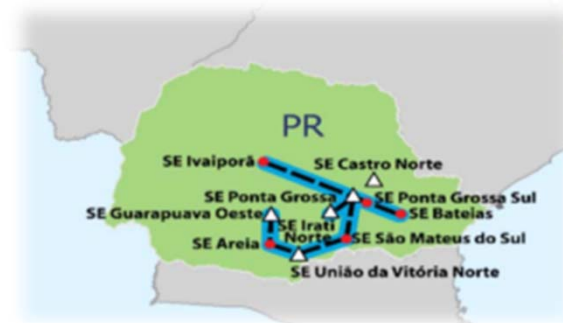 PR
SE Ivaiporã
SE Castro Norte
SE Ponta Grossa
SE Ponta Grossa Sul
SE Guarapuava Oeste
SE Irati
Norte
SE Bateias
SE Areia
SE São Mateus do Sul
SE União da Vitória Norte